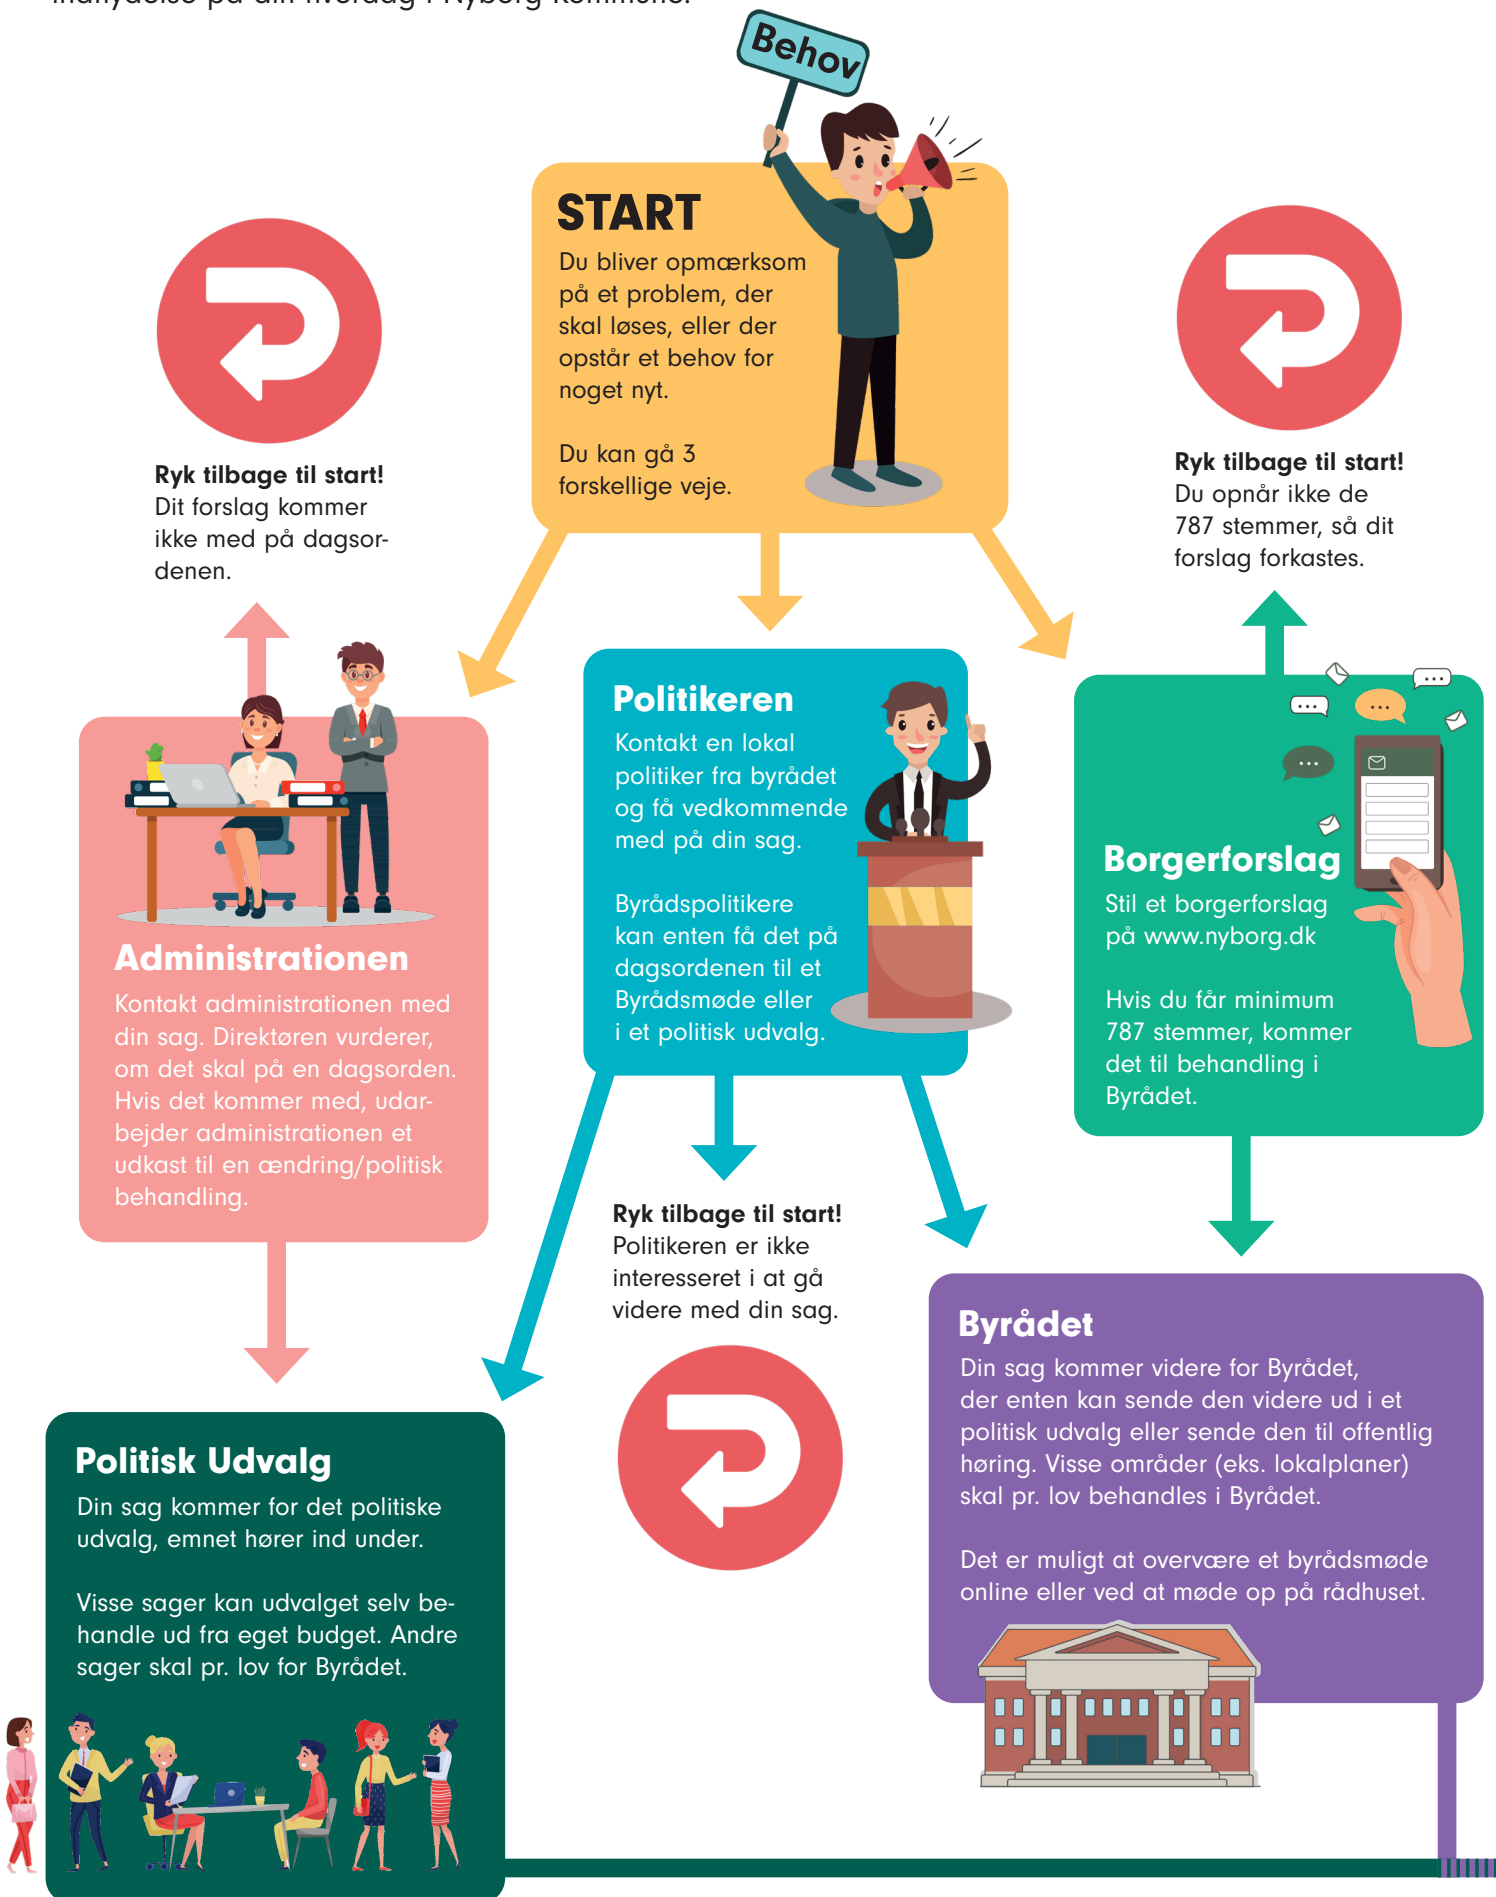 indflydelse på din hverdag i Nyborg Kommune.
Behov
START
Du bliver opmærksom
på et problem, der
skal løses, eller der
opstår et behov for
noget nyt.
Du kan gå 3
forskellige veje.
Ryk tilbage til start!
Dit forslag kommer
ikke med på dagsor-
denen.
Ryk tilbage til start!
Du opnår ikke de
787 stemmer, så dit
forslag forkastes.
Administrationen
Kontakt administrationen med
din sag. Direktøren vurderer,
om det skal på en dagsorden.
Hvis det kommer med, udar-
bejder administrationen et
udkast til en ændring/politisk
behandling.
Politikeren
Kontakt en lokal
politiker fra byrådet
og få vedkommende
med på din sag.
Byrådspolitikere
kan enten få det på
dagsordenen til et
Byrådsmøde eller
i et politisk udvalg.
Borgerforslag
Stil et borgerforslag
på www.nyborg.dk
Hvis du får minimum
787 stemmer, kommer
det til behandling i
Byrådet.
Ryk tilbage til start!
Politikeren er ikke
interesseret i at gå
videre med din sag.
Politisk Udvalg
Din sag kommer for det politiske
udvalg, emnet hører ind under.
Visse sager kan udvalget selv be-
handle ud fra eget budget. Andre
sager skal pr. lov for Byrådet.
Byrådet
Din sag kommer videre for Byrådet,
der enten kan sende den videre ud i et
politisk udvalg eller sende den til offentlig
høring. Visse områder (eks. lokalplaner)
skal pr. lov behandles i Byrådet.
Det er muligt at overvære et byrådsmøde
online eller ved at møde op på rådhuset.